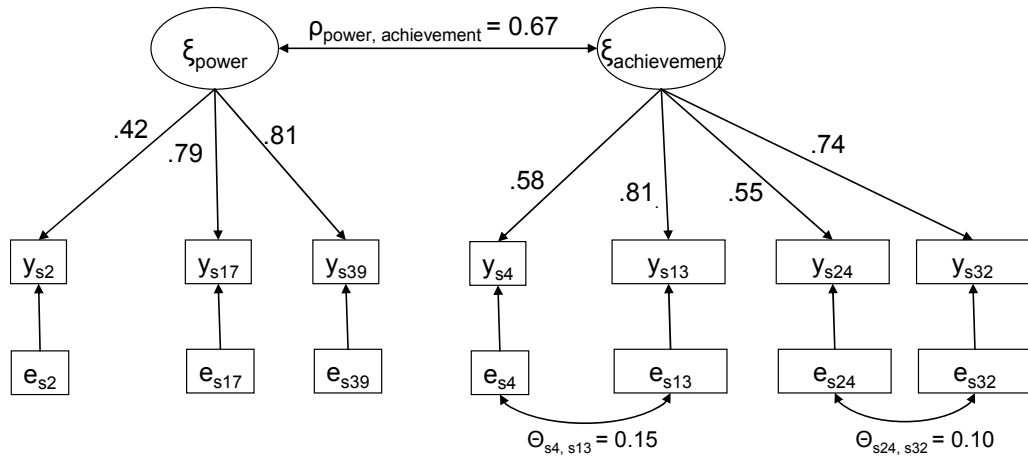 ξpower
ρpower, achievement = 0.67
ξachievement
.42
.79
.81
.58
.81
.55
.74
ys2
ys17
ys39
ys4
ys13
ys24
ys32
es2
es17
es39
es4
es13
es24
es32
Θs4, s13 = 0.15
Θs24, s32 = 0.10